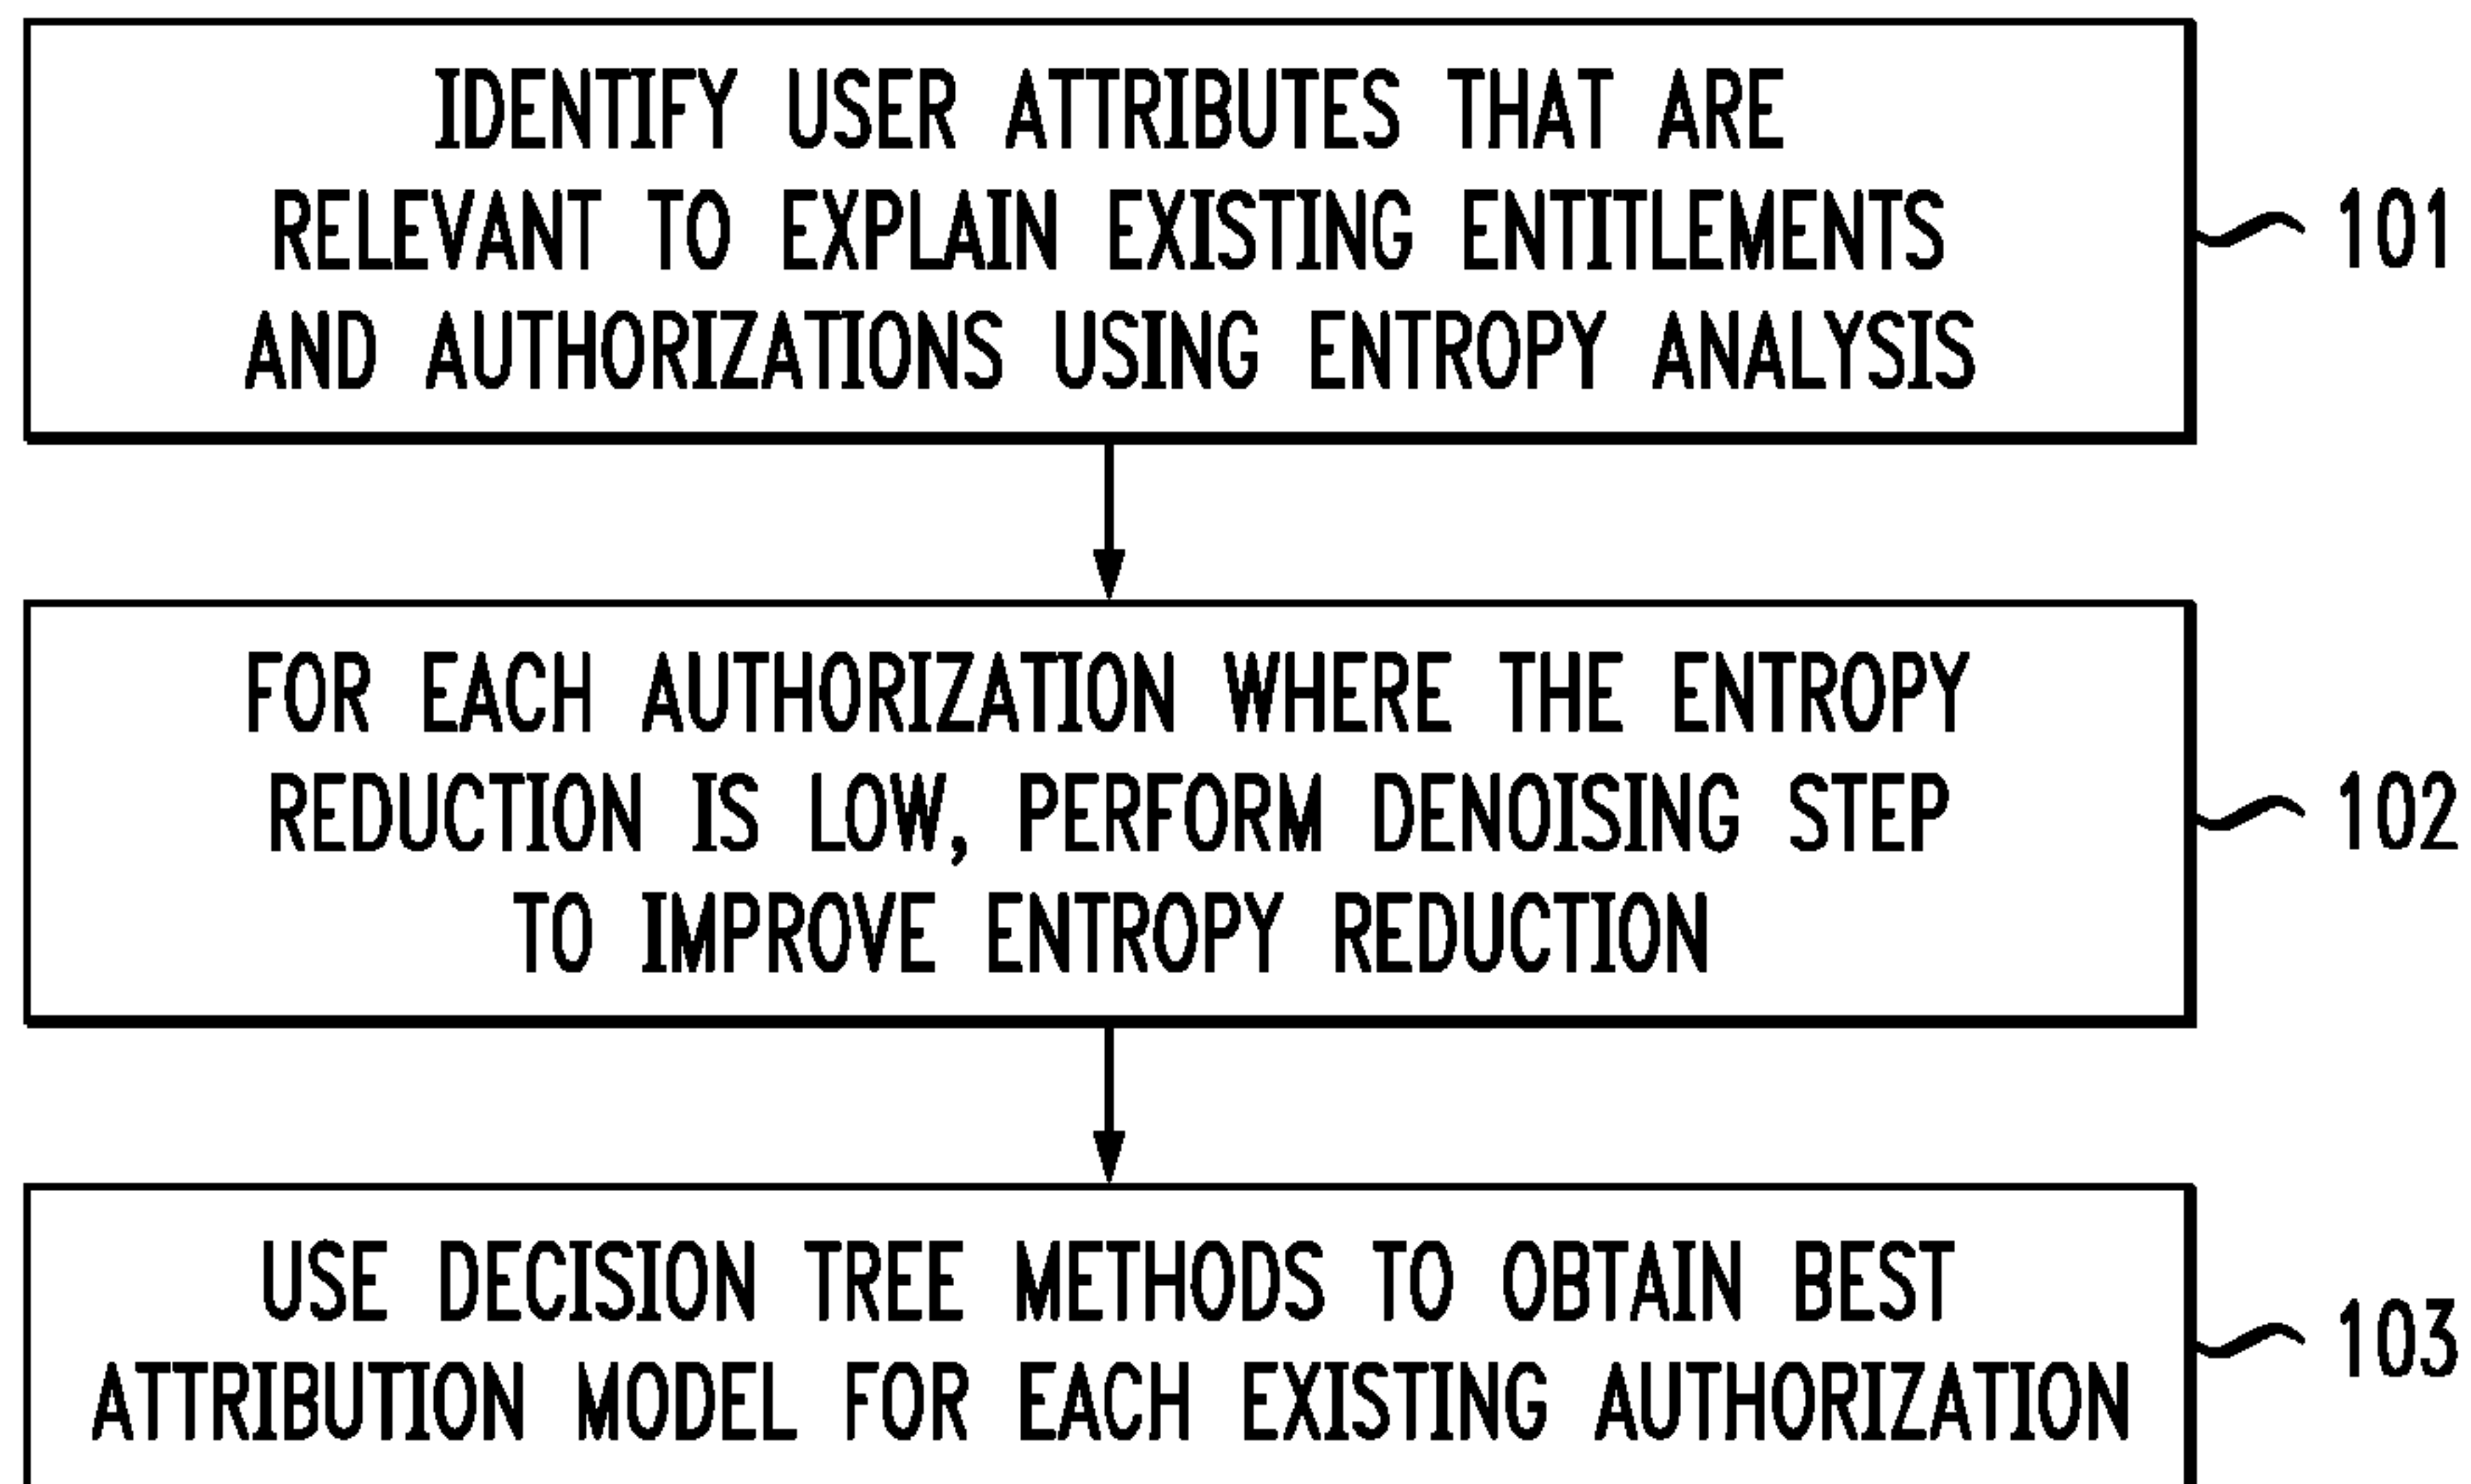 IDENTIFY USER ATTRIBUTES THAT ARE
RELEVANT TO EXPLAIN EXISTING ENTITLEMENTS
AND AUTHORIZATIONS USING ENTROPY ANALYSIS
101
FOR EACH AUTHORIZATION WHERE THE ENTROPY
REDUCTION IS LOW, PERFORM DENOISING STEP
TO IMPROVE ENTROPY REDUCTION
102
USE DECISION TREE METHODS TO OBTAIN BEST
ATTRIBUTION MODEL FOR EACH EXISTING AUTHORIZATION
103